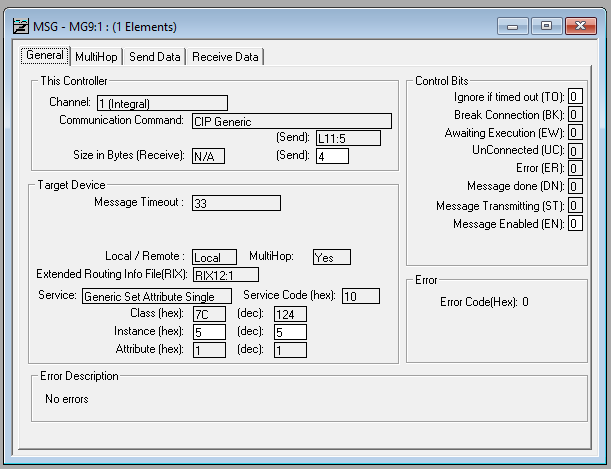 MSG - MG9:1 : (1 Elements)
General MultiHop Send Data Receive Data
This Controller
Channel: 1 (Integral)
Communication Command: CIP Generic
(Send): L11:5
Size in Bytes (Receive): N/A (Send): 4
Target Device
Message Timeout : 33
Local / Remote : Local MultiHop: Yes
Extended Routing Info File(RIX): RIX12:1
Service: Generic Set Attribute Single Service Code (hex): 10
Class (hex): 7C (dec): 124
Instance (hex): 5 (dec): 5
Attribute (hex): 1 (dec): 1
Control Bits
Ignore if timed out (TO): 0
Break Connection (BK): 0
Awaiting Execution (EW): 0
UnConnected (UC): 0
Error (ER): 0
Message done (DN): 0
Message Transmitting (ST): 0
Message Enabled (EN): 0
Error
Error Code(Hex): 0
Error Description
No errors